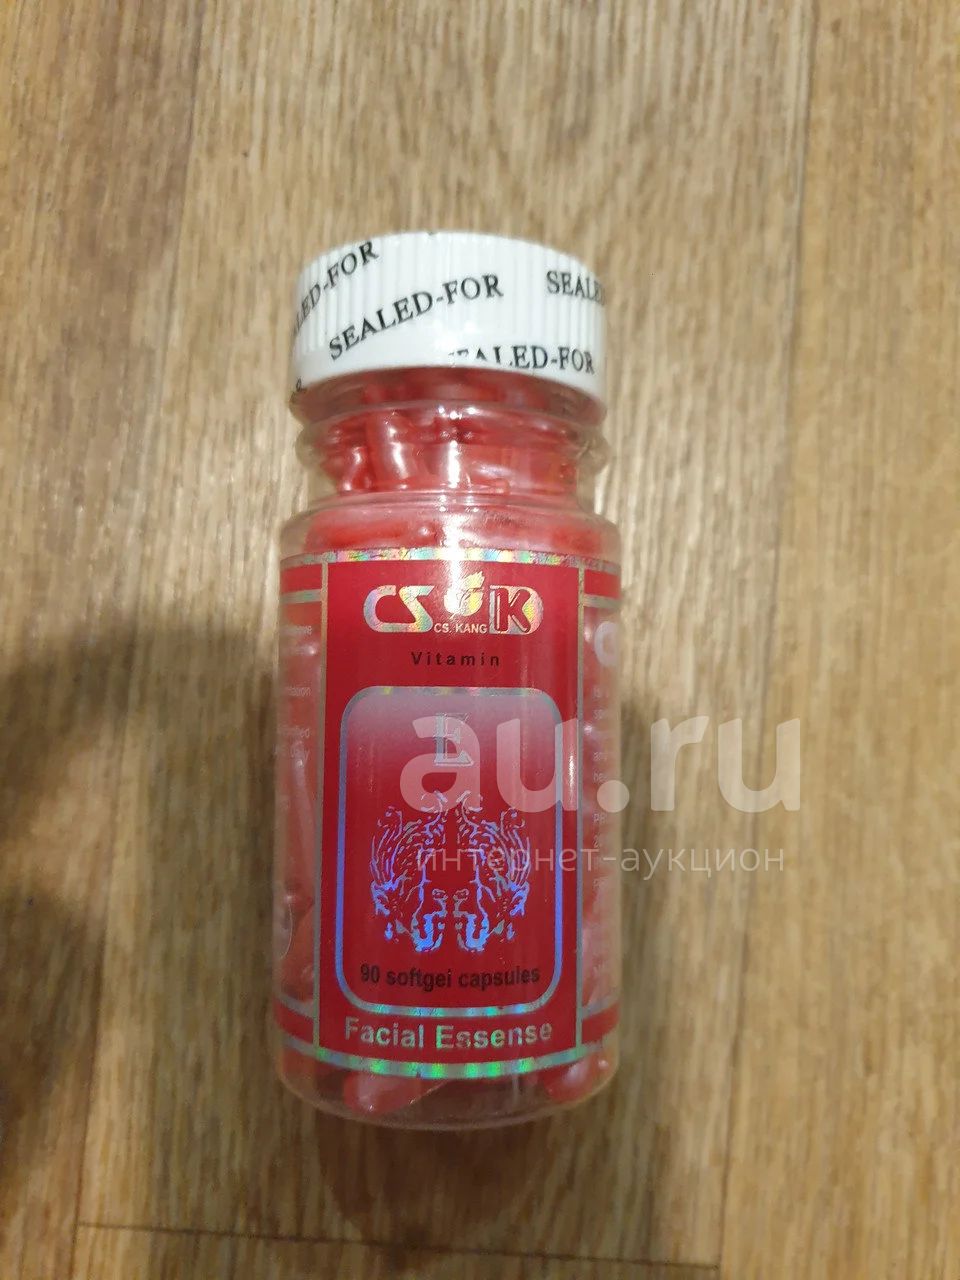 SEALED-FOR
SEALED-FOR
SEALED-FOR
CS K
CS. KANG
Vitamin
E
au.ru
интернет-аукцион
90 softgel capsules
Facial Essense